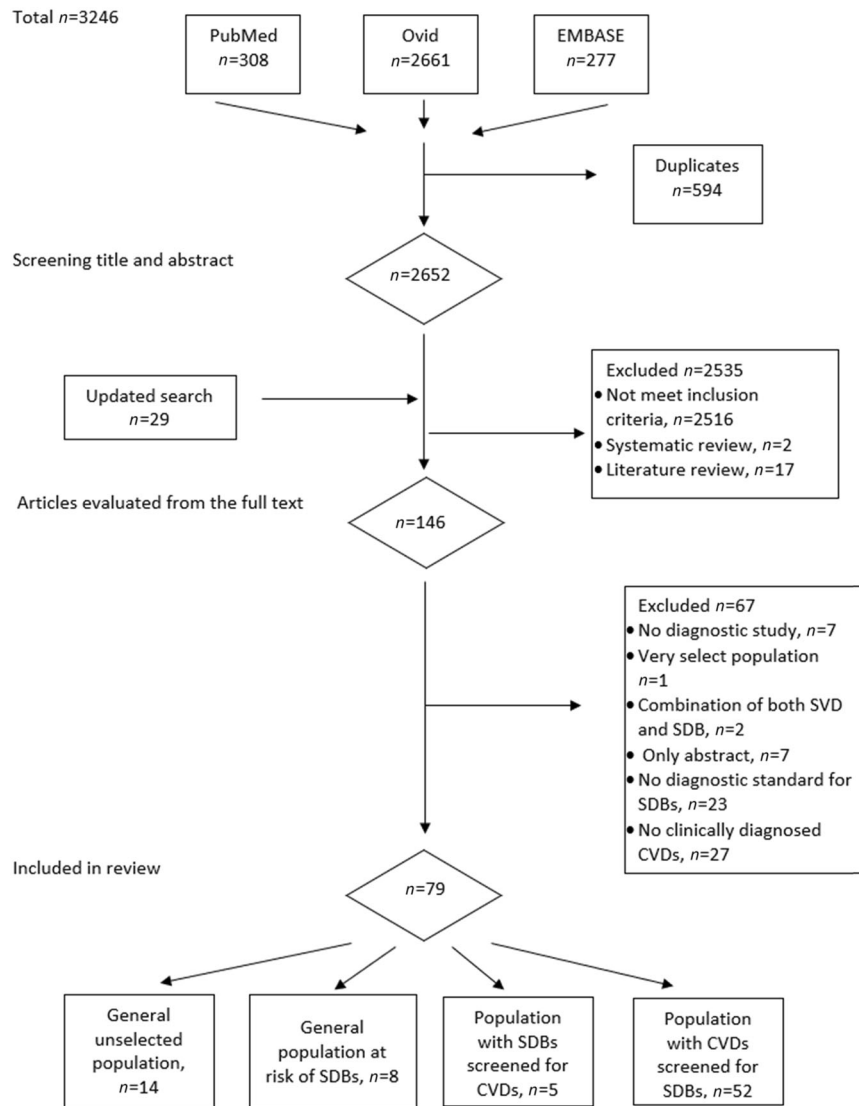 Total n=3246
PubMed
n=308
Ovid
n=2661
EMBASE
n=277
Duplicates
n=594
Screening title and abstract
n=2652
Updated search
n=29
Excluded n=2535
• Not meet inclusion
criteria, n=2516
• Systematic review, n=2
• Literature review, n=17
Articles evaluated from the full text
n=146
Excluded n=67
• No diagnostic study, n=7
• Very select population
n=1
• Combination of both SVD
and SDB, n=2
• Only abstract, n=7
• No diagnostic standard for
SDBs, n=23
• No clinically diagnosed
CVDs, n=27
Included in review
n=79
General
unselected
population,
n=14
General
population at
risk of SDBs, n=8
Population
with SDBs
screened for
CVDs, n=5
Population
with CVDs
screened for
SDBs, n=52